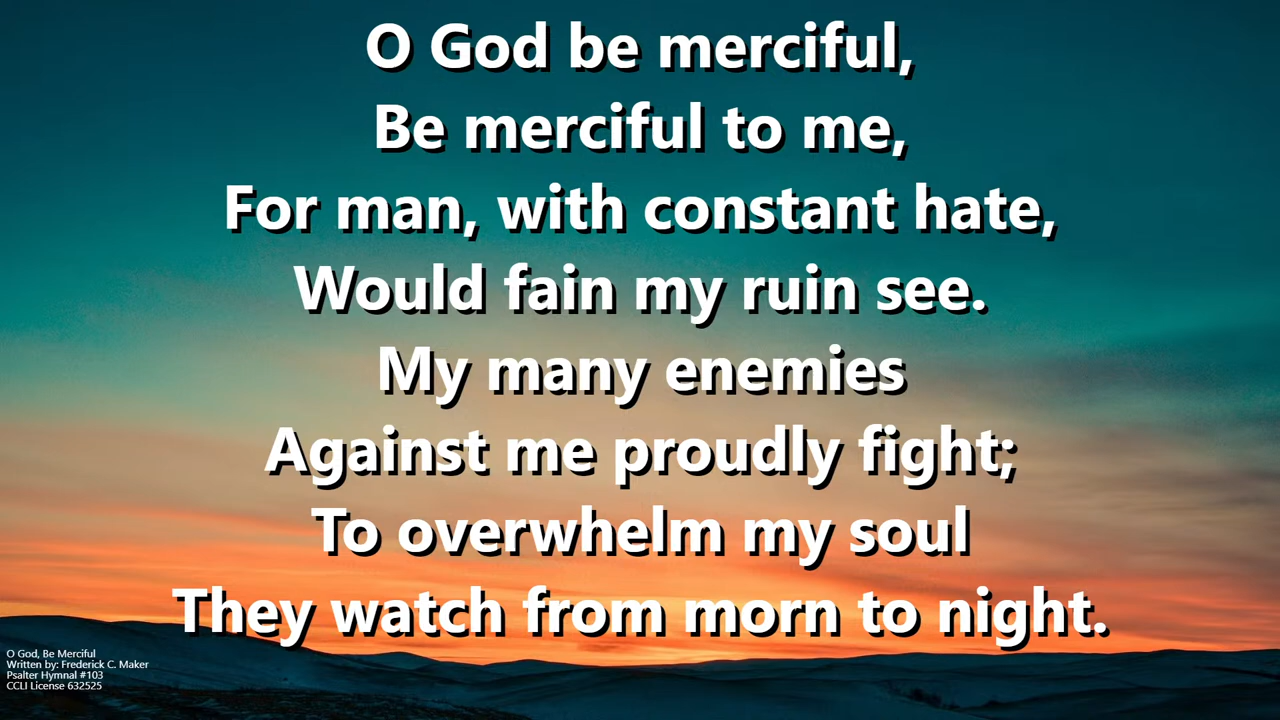 O God be merciful,
Be merciful to me,
For man, with constant hate,
Would fain my ruin see.
My many enemies
Against me proudly fight;
To overwhelm my soul
They watch from morn to night.
O God, Be Merciful
Written by: Frederick C. Maker
Psalter Hymnal #103
CCLI License 632525